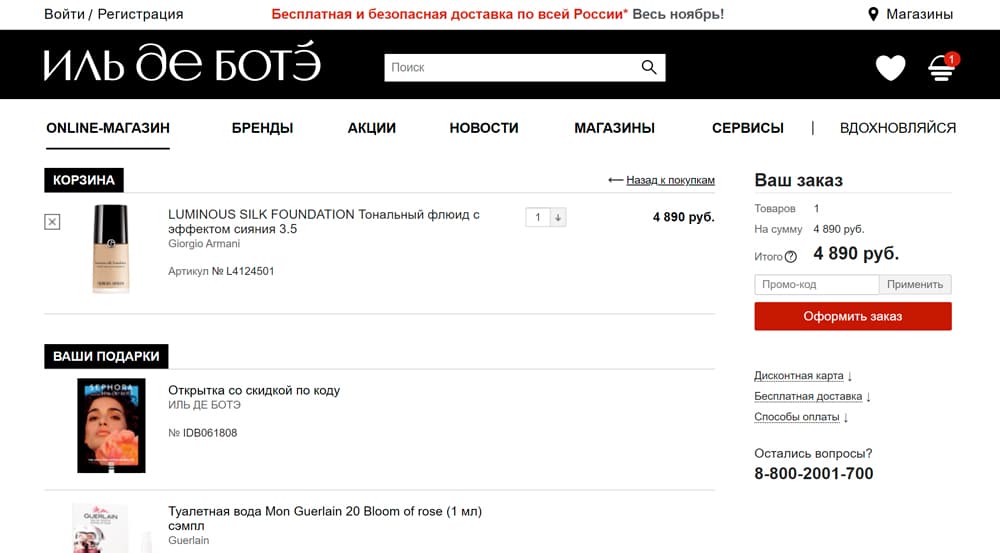 Войти / Регистрация
Бесплатная и безопасная доставка по всей России* Весь ноябрь!
Магазины
ИЛЬ ДЕ БОТЭ
Поиск
1
ONLINE-МАГАЗИН
БРЕНДЫ
АКЦИИ
НОВОСТИ
МАГАЗИНЫ
СЕРВИСЫ
|
ВДОХНОВЛЯЙСЯ
КОРЗИНА
⟵ Назад к покупкам
LUMINOUS SILK FOUNDATION Тональный флюид с
эффектом сияния 3.5
Giorgio Armani
Артикул № L4124501
1 ↓
4 890 руб.
ВАШИ ПОДАРКИ
SEPHORA
Открытка со скидкой по коду
ИЛЬ ДЕ БОТЭ
№ IDB061808
GUERLAIN
Туалетная вода Mon Guerlain 20 Bloom of rose (1 мл)
сэмпл
Guerlain
Ваш заказ
Товаров 1
На сумму 4 890 руб.
Итого ? 4 890 руб.
Промо-код
Применить
Оформить заказ
Дисконтная карта ↓
Бесплатная доставка ↓
Способы оплаты ↓
Остались вопросы?
8-800-2001-700